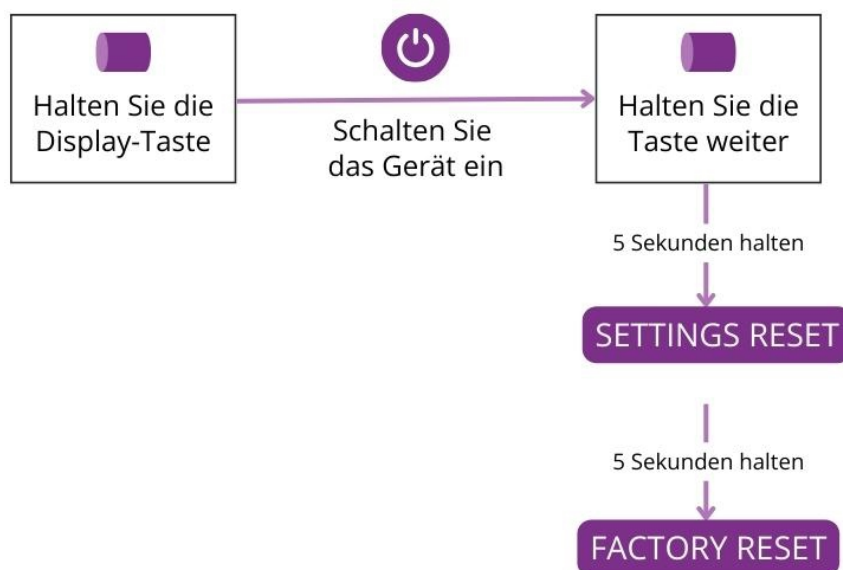 Halten Sie die
Display-Taste
Schalten Sie
das Gerät ein
Halten Sie die
Taste weiter
5 Sekunden halten
SETTINGS RESET
5 Sekunden halten
FACTORY RESET